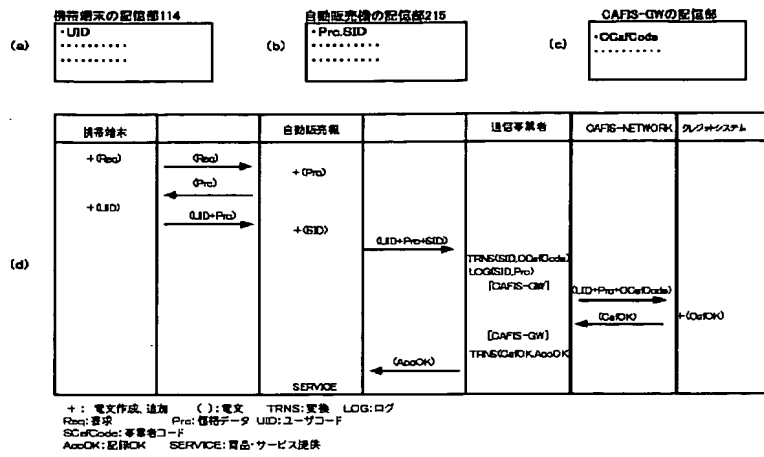 携帯端末の記憶部114
自動販売機の記憶部215
CAFIS-GWの記憶部
(a)
・UID
(b)
・Pro.SID
(c)
・CCafCode
携帯端末
自動販売機
通信事業者
CAFIS-NETWORK
クレジットシステム
+(Req)
(Req)
+(Pro)
(Pro)
+(UID)
(UID+Pro)
+(SID)
(UID+Pro+SID)
(d)
TRNS(SID,CCafCode)
LOG(SID,Pro)
[CAFIS-GW]
(UID+Pro+CCafCode)
(CafOK)
+(CafOK)
[CAFIS-GW]
TRNS(CafOK,AccOK)
(AccOK)
SERVICE
+: 電文作成, 追加 ( ):電文 TRNS:変換 LOG:ログ
Req:要求 Pro:価格データ UID:ユーザコード
SCafCode:事業者コード
AccOK:記録OK SERVICE:商品・サービス提供